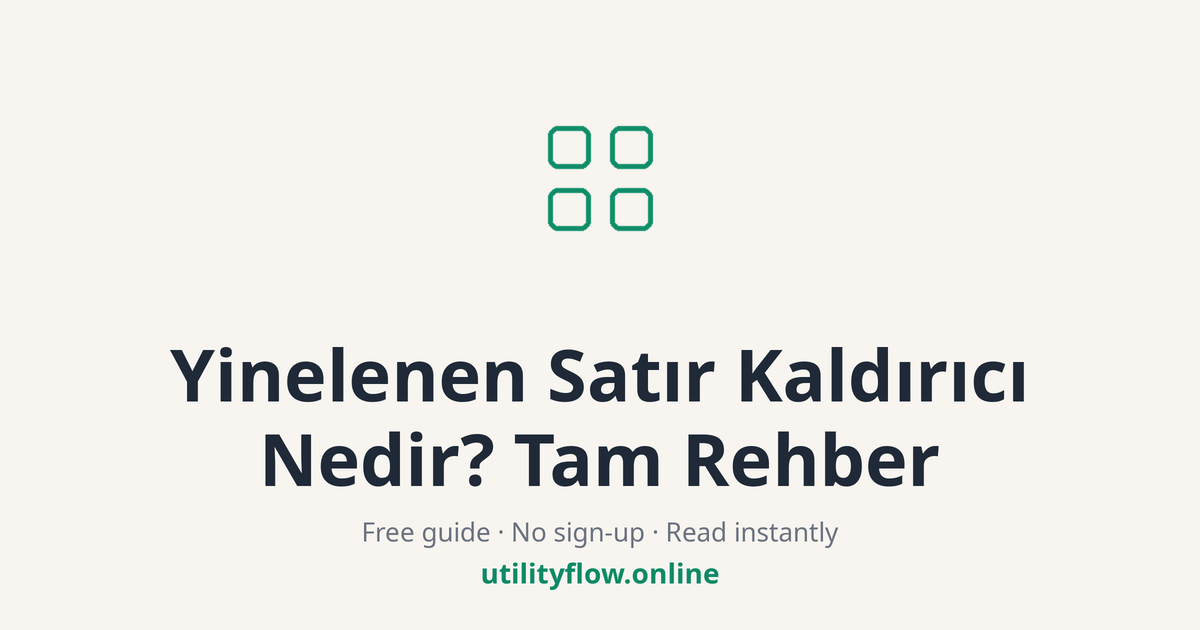 Yinelenen Satır Kaldırıcı
Nedir? Tam Rehber
Free guide · No sign-up · Read instantly
utilityflow.online